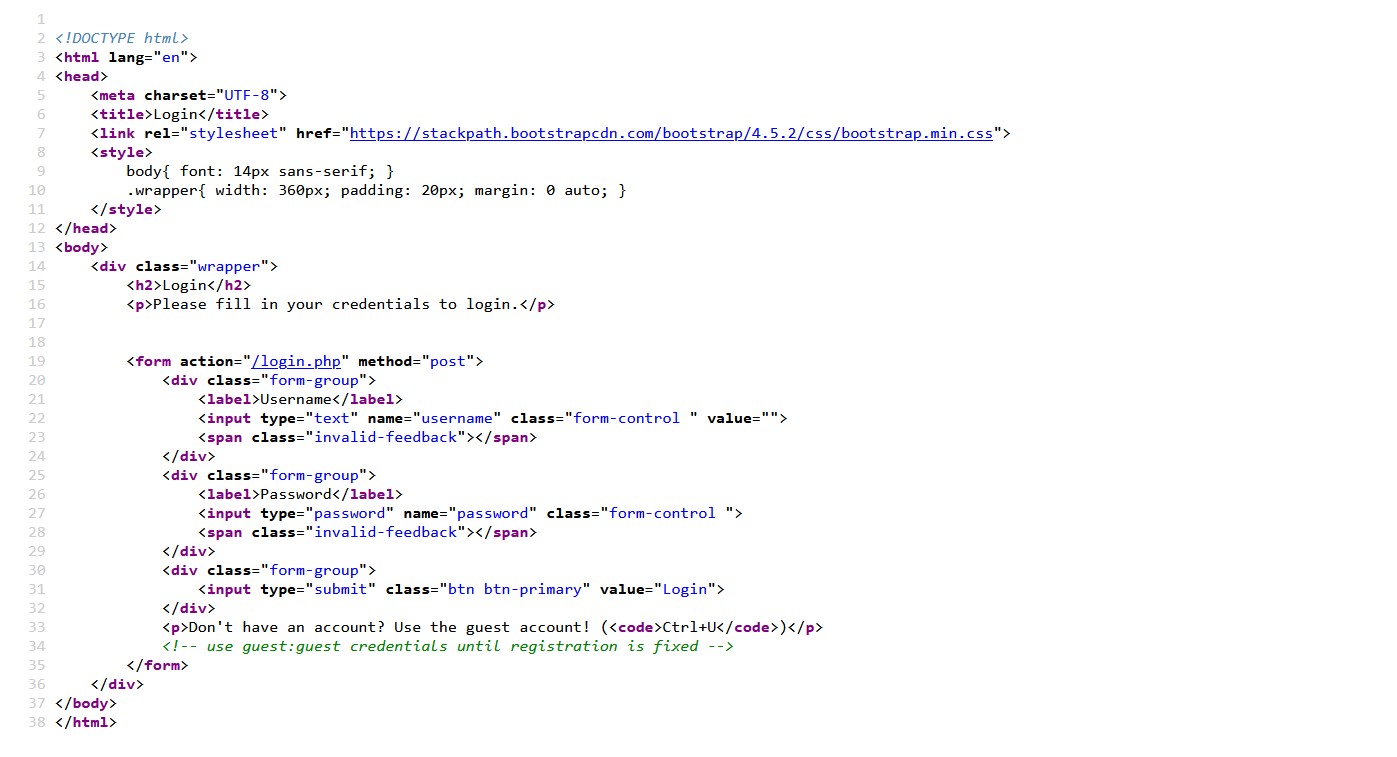 1
2 <!DOCTYPE html>
3 <html lang="en">
4 <head>
5     <meta charset="UTF-8">
6     <title>Login</title>
7     <link rel="stylesheet" href="https://stackpath.bootstrapcdn.com/bootstrap/4.5.2/css/bootstrap.min.css">
8     <style>
9         body{ font: 14px sans-serif; }
10         .wrapper{ width: 360px; padding: 20px; margin: 0 auto; }
11     </style>
12 </head>
13 <body>
14     <div class="wrapper">
15         <h2>Login</h2>
16         <p>Please fill in your credentials to login.</p>
17
18
19         <form action="/login.php" method="post">
20             <div class="form-group">
21                 <label>Username</label>
22                 <input type="text" name="username" class="form-control " value="">
23                 <span class="invalid-feedback"></span>
24             </div>
25             <div class="form-group">
26                 <label>Password</label>
27                 <input type="password" name="password" class="form-control ">
28                 <span class="invalid-feedback"></span>
29             </div>
30             <div class="form-group">
31                 <input type="submit" class="btn btn-primary" value="Login">
32             </div>
33             <p>Don't have an account? Use the guest account! (<code>Ctrl+U</code>)</p>
34             <!-- use guest:guest credentials until registration is fixed -->
35         </form>
36     </div>
37 </body>
38 </html>